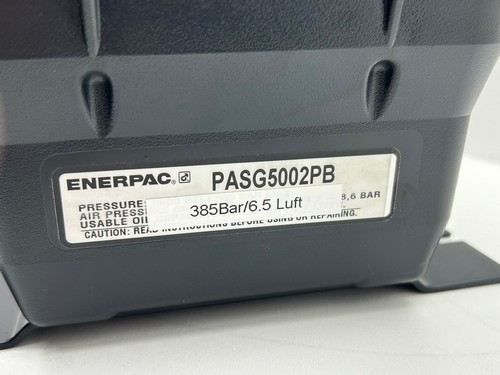 ENERPAC® PASG5002PB
PRESSURE: 8,6 BAR
AIR PRESS
385Bar/6.5 Luft
USABLE OIL
CAUTION: READ INSTRUCTIONS BEFORE USING OR REPAIRING.